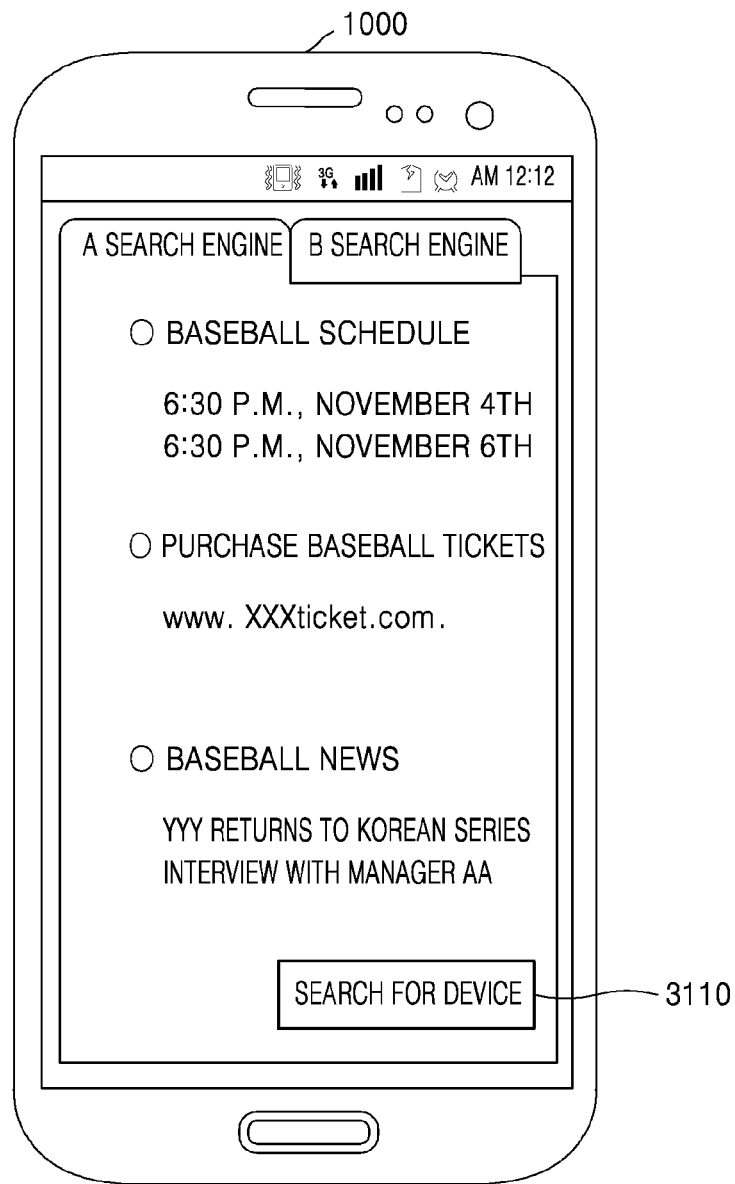 1000
3G
AM 12:12
A SEARCH ENGINE
B SEARCH ENGINE
BASEBALL SCHEDULE
6:30 P.M., NOVEMBER 4TH
6:30 P.M., NOVEMBER 6TH
PURCHASE BASEBALL TICKETS
www. XXXticket.com.
BASEBALL NEWS
YYY RETURNS TO KOREAN SERIES
INTERVIEW WITH MANAGER AA
SEARCH FOR DEVICE
3110